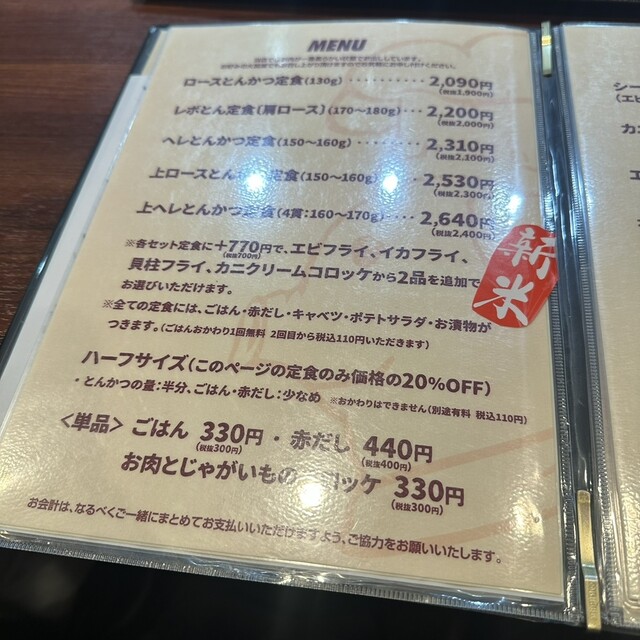 MENU
ロースとんかつ定食(130g) ・・・・・・・・・・ 2,090円
(税抜1,900円)
レボとん定食〔肩ロース〕(170〜180g)・・・ 2,200円
(税抜2,000円)
ヘレとんかつ定食(150〜160g)・・・・・・ 2,310円
(税抜2,100円)
上ロースとん 定食(150〜160g)・・・・ 2,530円
(税抜2,300円)
上ヘレとんかつ定食(4貫:160〜170g)・・・ 2,640円
(税抜2,400円)
※各セット定食に+770円で、エビフライ、イカフライ、
(税抜700円)
貝柱フライ、カニクリームコロッケから2品を追加で
お選びいただけます。
新米
※全ての定食には、ごはん・赤だし・キャベツ・ポテトサラダ・お漬物が
つきます。(ごはんおかわり1回無料 2回目から税込110円いただきます)
ハーフサイズ(このページの定食のみ価格の20%OFF)
・とんかつの量:半分、ごはん・赤だし:少なめ ※おかわりはできません(別途有料 税込110円)
〈単品〉ごはん 330円・赤だし 440円
(税抜300円) (税抜400円)
お肉とじゃがいもの ロッケ 330円
(税抜300円)
お会計は、なるべくご一緒にまとめてお支払いいただけますよう、ご協力をお願いいたします。
シー
(エ
カ
エ